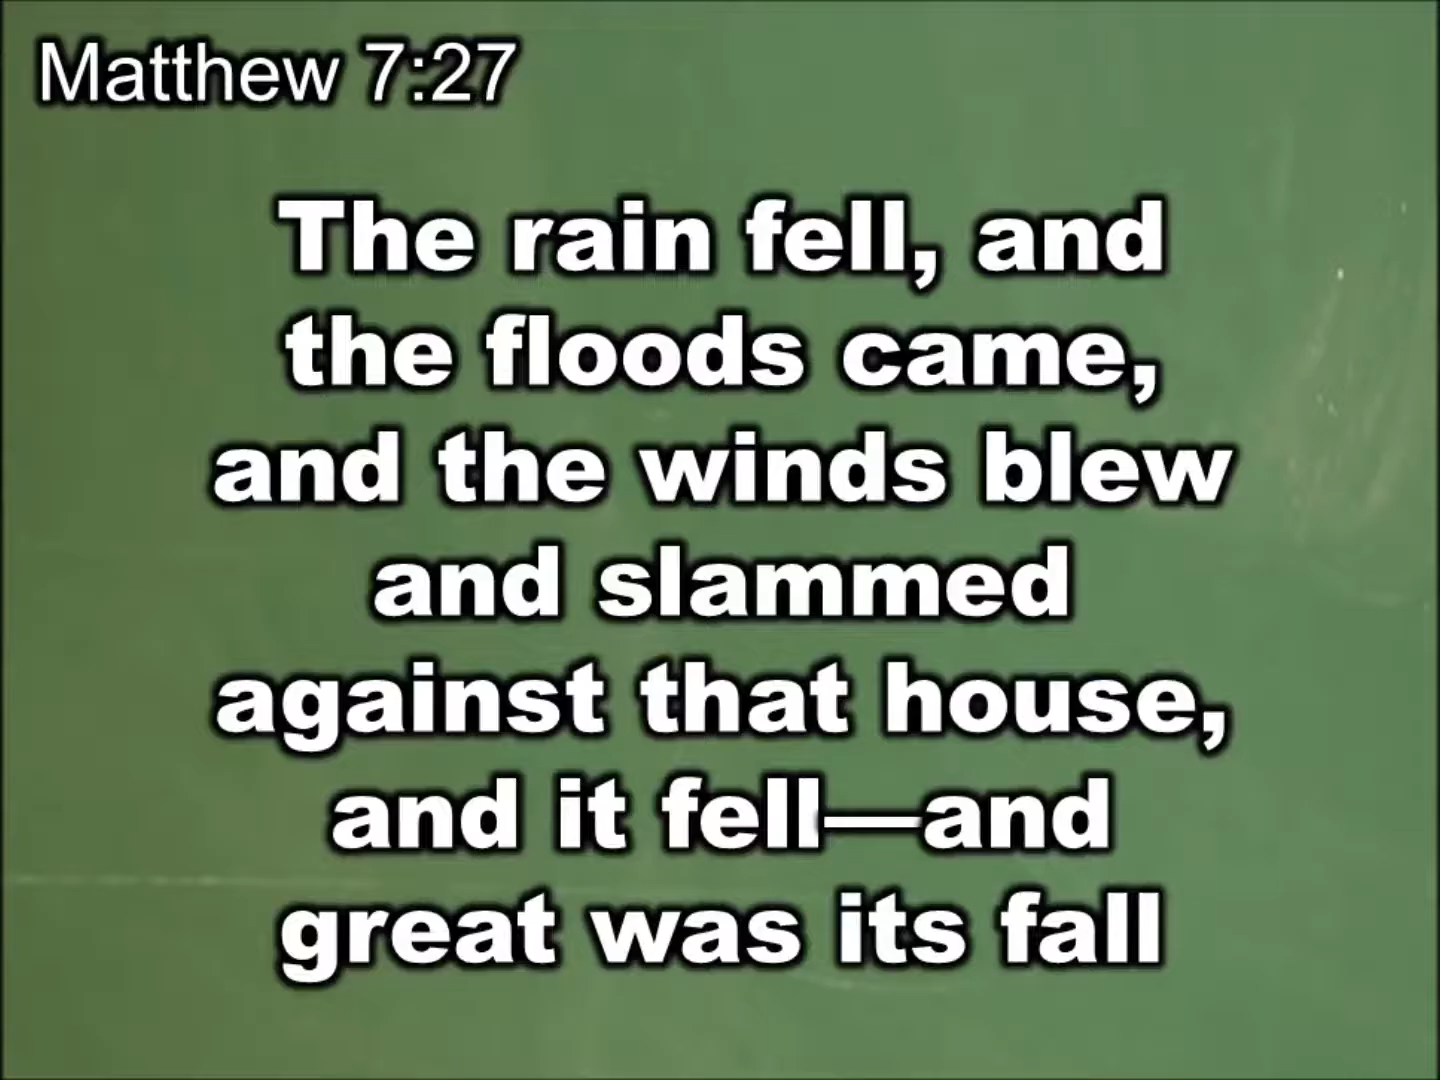 Matthew 7:27
The rain fell, and
the floods came,
and the winds blew
and slammed
against that house,
and it fell—and
great was its fall